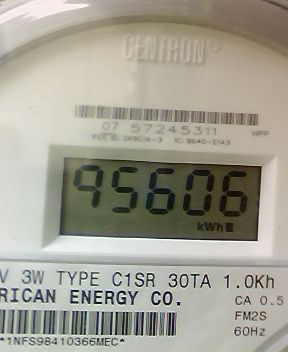 CENTRON®
07 57245311
HPP
95606
kWh
V 3W TYPE C1SR 30TA 1.0Kh
RICAN ENERGY CO.
CA 0.5
FM2S
60Hz
*1NFS98410366MEC*